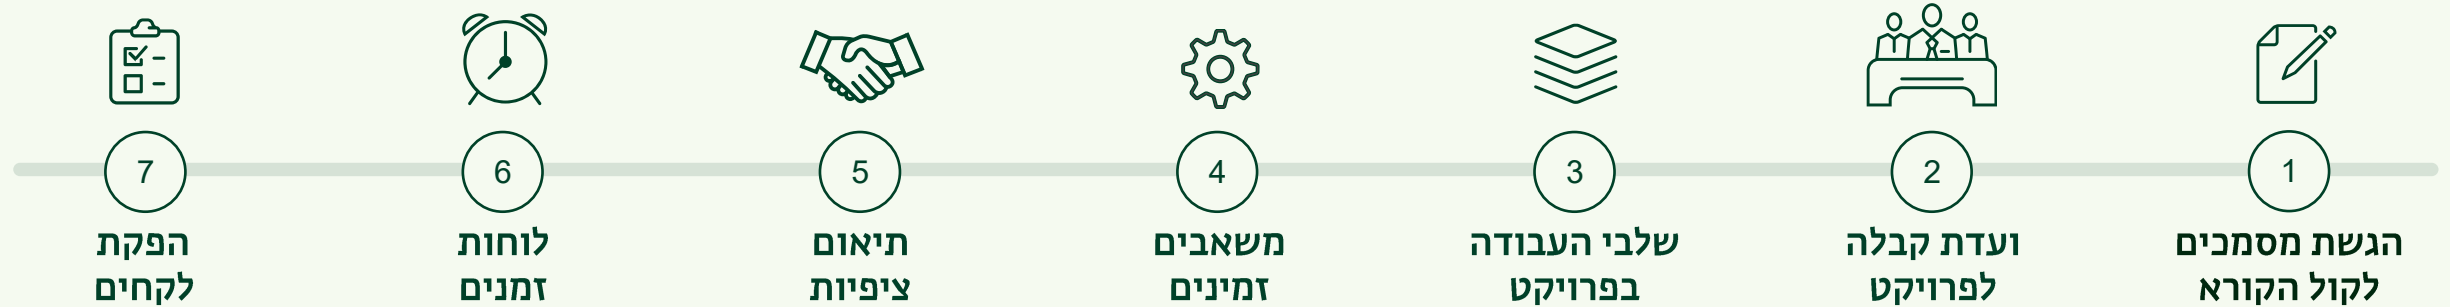 1
הגשת מסמכים
לקול הקורא
2
ועדת קבלה
לפרויקט
3
שלבי העבודה
בפרויקט
4
משאבים
זמינים
5
תיאום
ציפיות
6
לוחות
זמנים
7
הפקת
לקחים